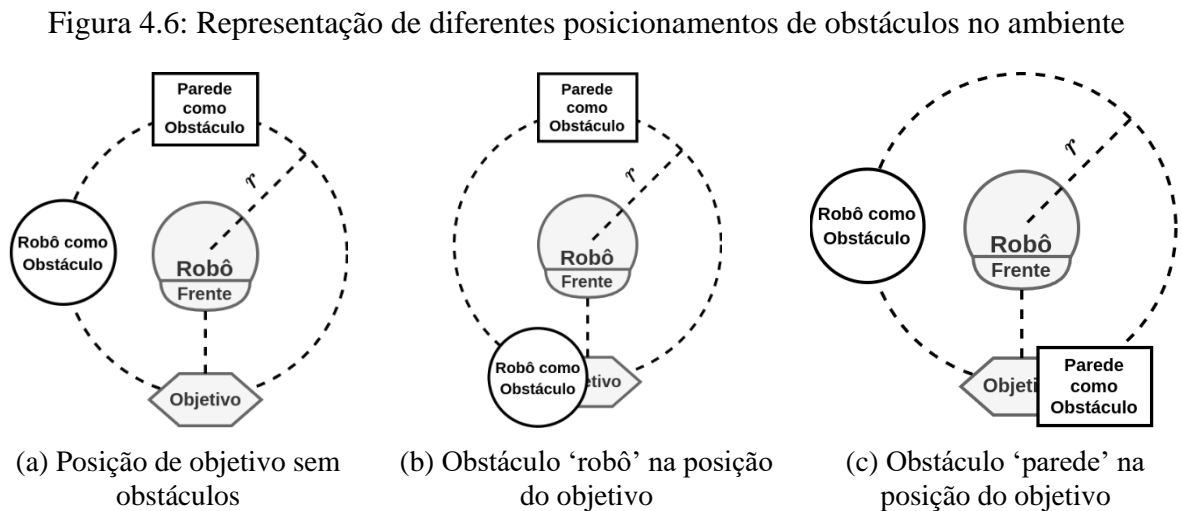 Figura 4.6: Representação de diferentes posicionamentos de obstáculos no ambiente
Parede
como
Obstáculo
r
Robô como
Obstáculo
Robô
Frente
Objetivo
(a) Posição de objetivo sem
obstáculos
Parede
como
Obstáculo
r
Robô
Frente
Robô como
Obstáculo
etivo
(b) Obstáculo ‘robô’ na posição
do objetivo
r
Robô como
Obstáculo
Robô
Frente
Objeti
Parede
como
Obstáculo
(c) Obstáculo ‘parede’ na
posição do objetivo